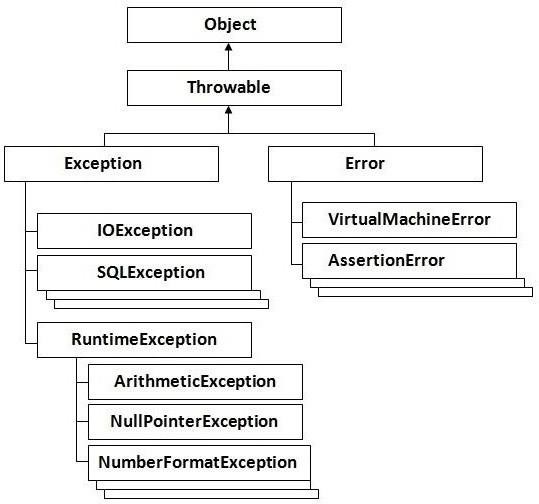 Object
Throwable
Exception
Error
IOException
VirtualMachineError
SQLException
AssertionError
RuntimeException
ArithmeticException
NullPointerException
NumberFormatException